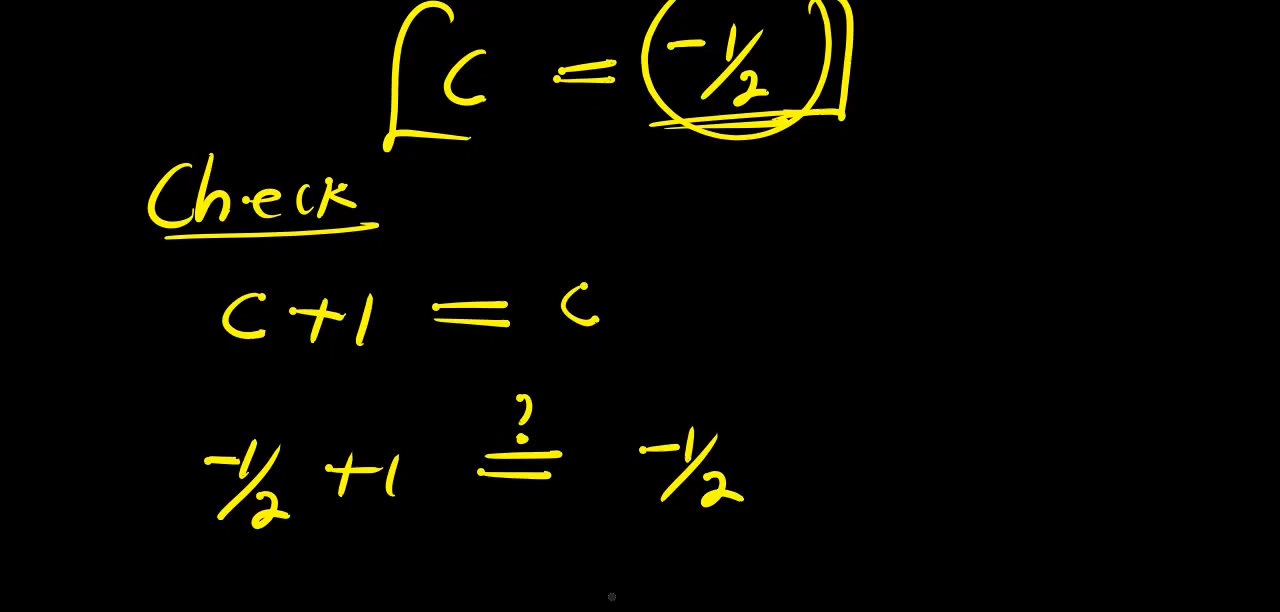 C = -1/2
Check
C + 1 = C
?
-1/2 + 1 = -1/2